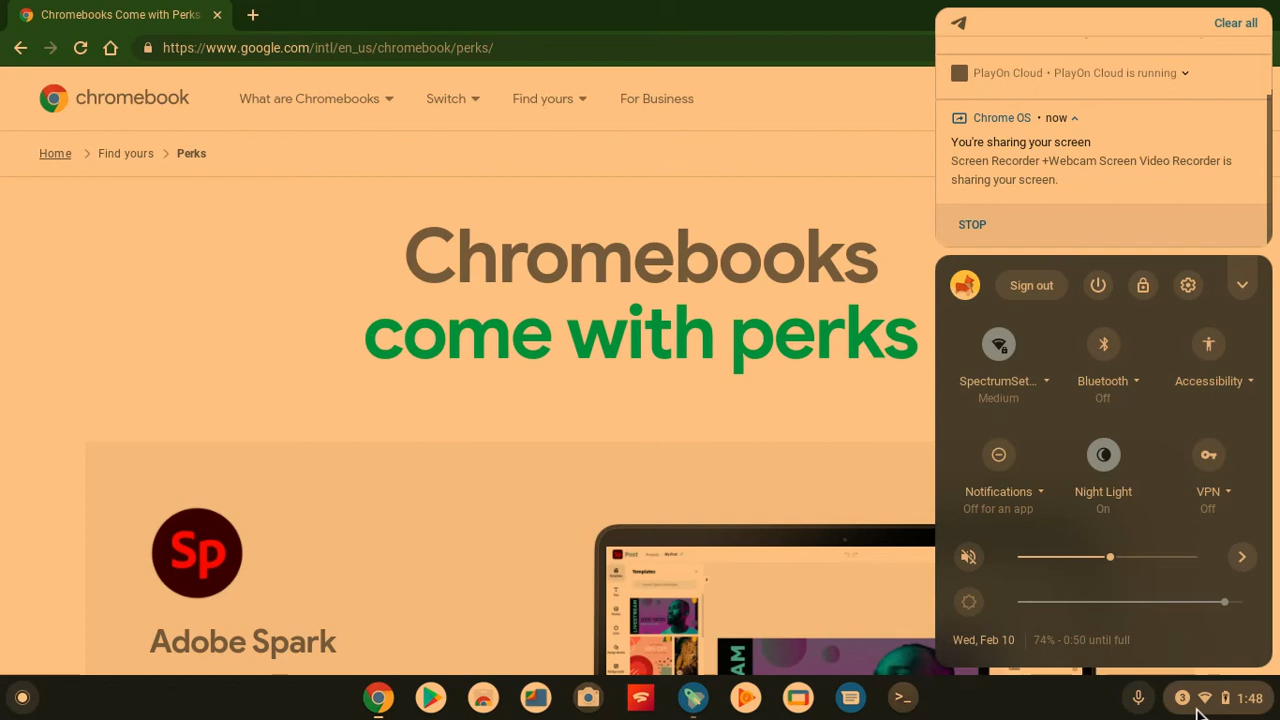 Chromebooks Come with Perks
https://www.google.com/intl/en_us/chromebook/perks/
chromebook
What are Chromebooks
Switch
Find yours
For Business
Home
Find yours
Perks
Chromebooks
come with perks
Sp
Adobe Spark
Sp Post
Templates
LIVESTREAM
Clear all
PlayOn Cloud • PlayOn Cloud is running
Chrome OS • now
You're sharing your screen
Screen Recorder +Webcam Screen Video Recorder is
sharing your screen.
STOP
Sign out
SpectrumSet...
Medium
Bluetooth
Off
Accessibility
Notifications
Off for an app
Night Light
On
VPN
Off
Wed, Feb 10
74% - 0:50 until full
3
1:48